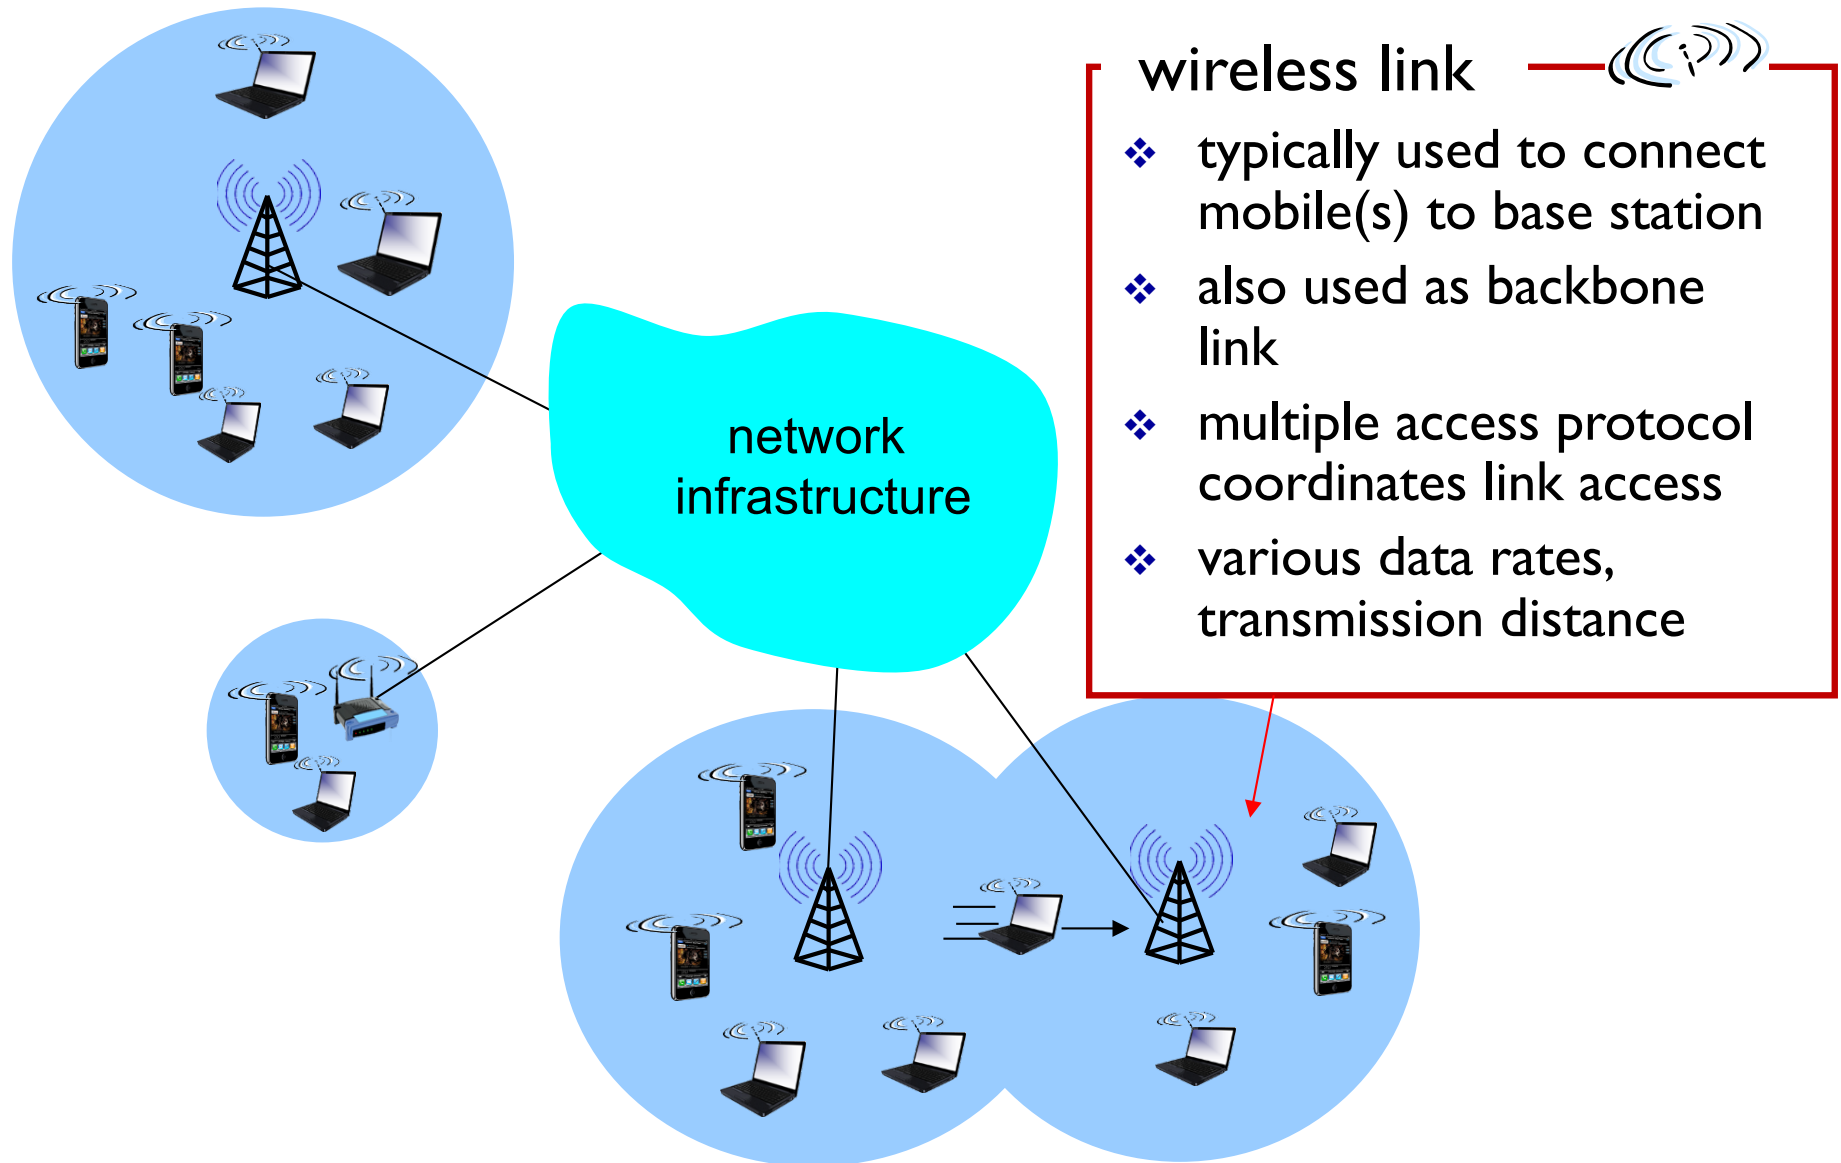 wireless link
❖ typically used to connect
mobile(s) to base station
❖ also used as backbone
link
❖ multiple access protocol
coordinates link access
❖ various data rates,
transmission distance
network
infrastructure